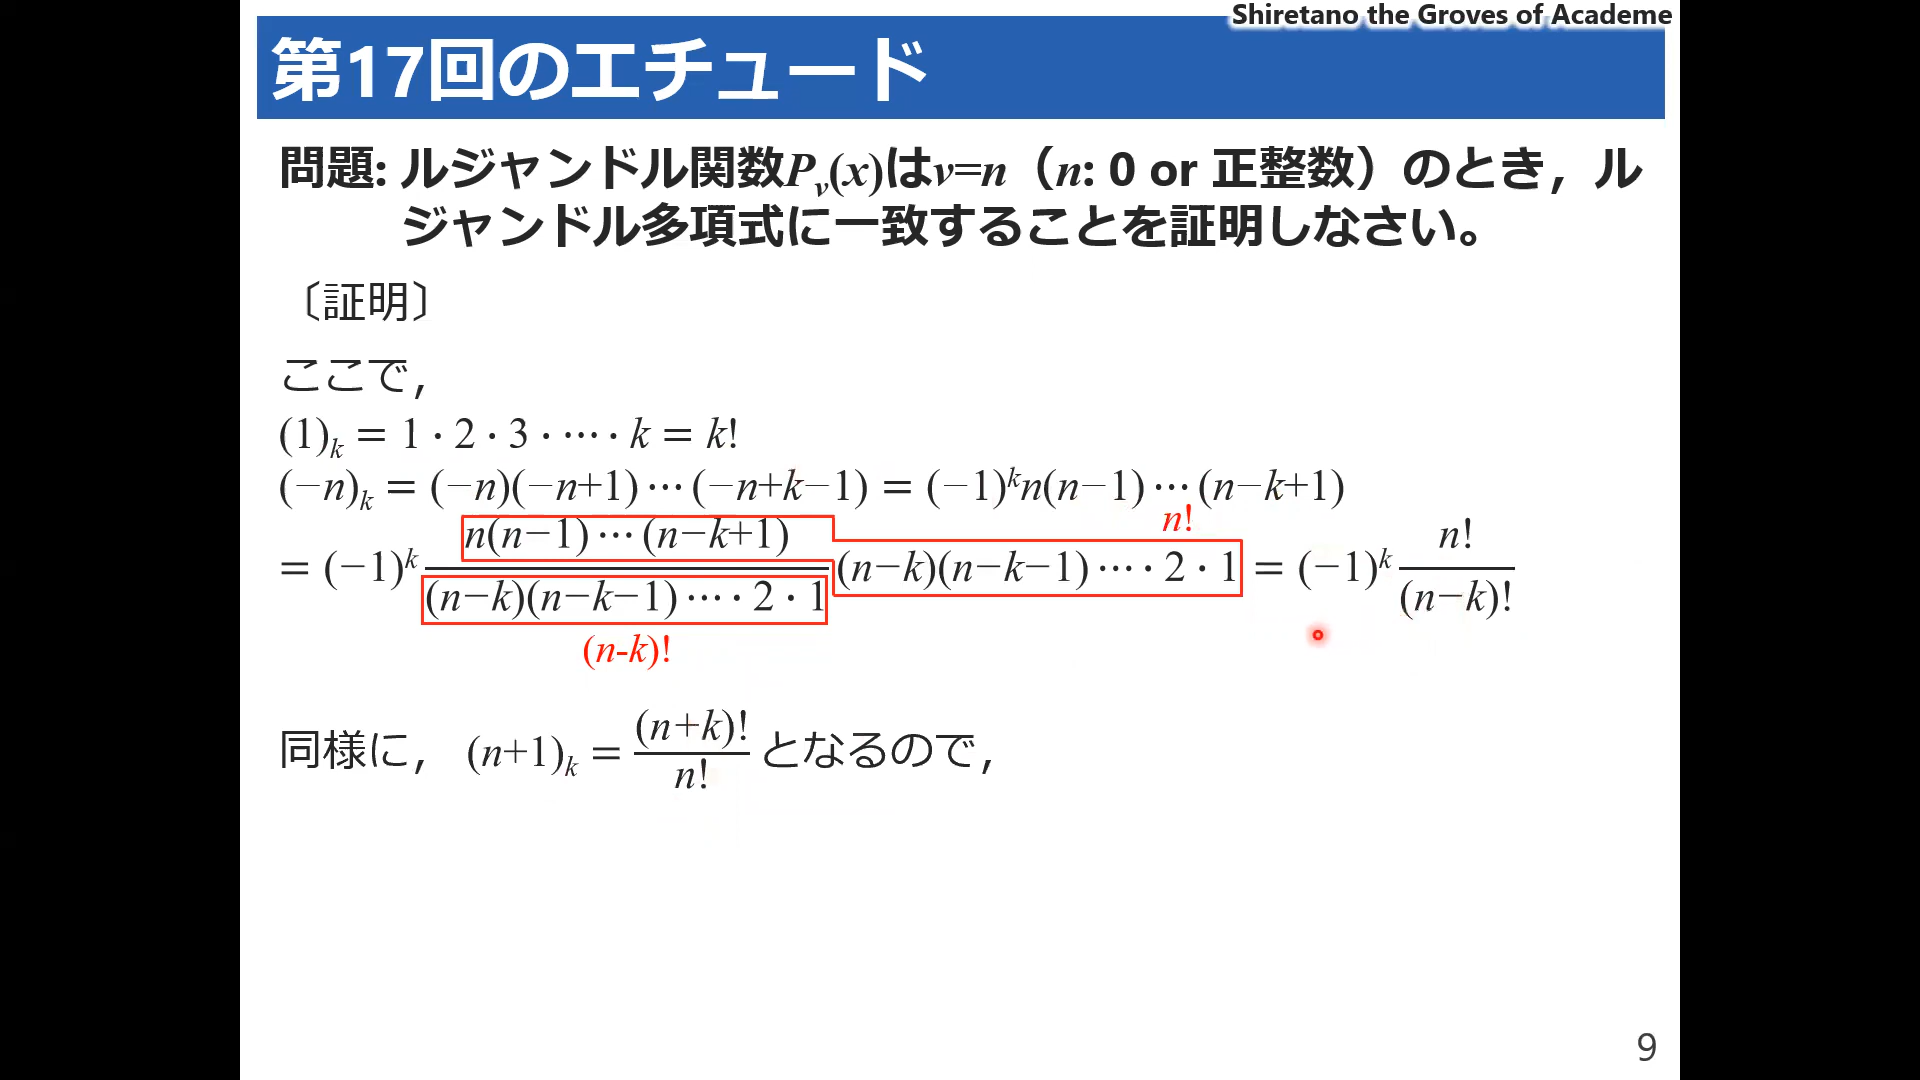 Shiretano the Groves of Academe
第17回のエチュード
問題: ルジャンドル関数Pᵥ(x)はν=n（n: 0 or 正整数）のとき，ル
ジャンドル多項式に一致することを証明しなさい。
〔証明〕
ここで，
(1)ₖ = 1・2・3・…・k = k!
(−n)ₖ = (−n)(−n+1)…(−n+k−1) = (−1)ᵏn(n−1)…(n−k+1)
n!
= (−1)ᵏ n(n−1)…(n−k+1) / (n−k)(n−k−1)…・2・1 (n−k)(n−k−1)…・2・1 = (−1)ᵏ n! / (n−k)!
(n-k)!
同様に， (n+1)ₖ = (n+k)! / n! となるので，
9